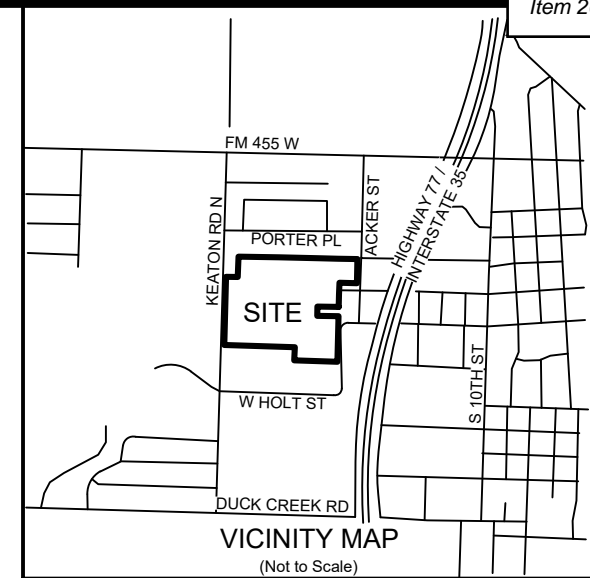 Item 2
FM 455 W
KEATON RD N
ACKER ST
HIGHWAY 77 /
INTERSTATE 35
PORTER PL
SITE
S 10TH ST
W HOLT ST
DUCK CREEK RD
VICINITY MAP
(Not to Scale)